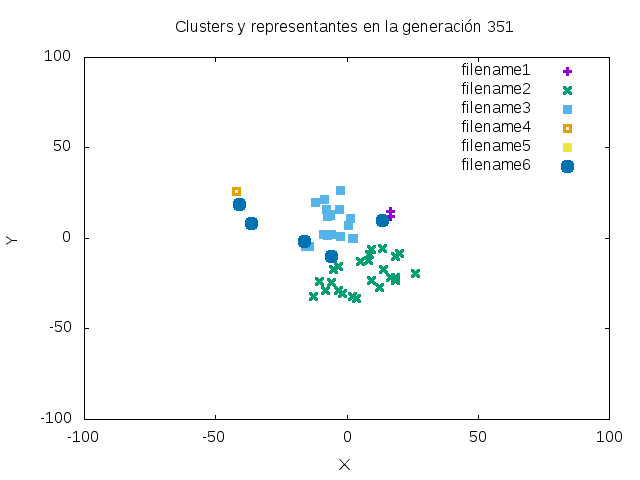 Clusters y representantes en la generación 351
100
50
0
-50
-100
-100
-50
0
50
100
X
Y
filename1
filename2
filename3
filename4
filename5
filename6